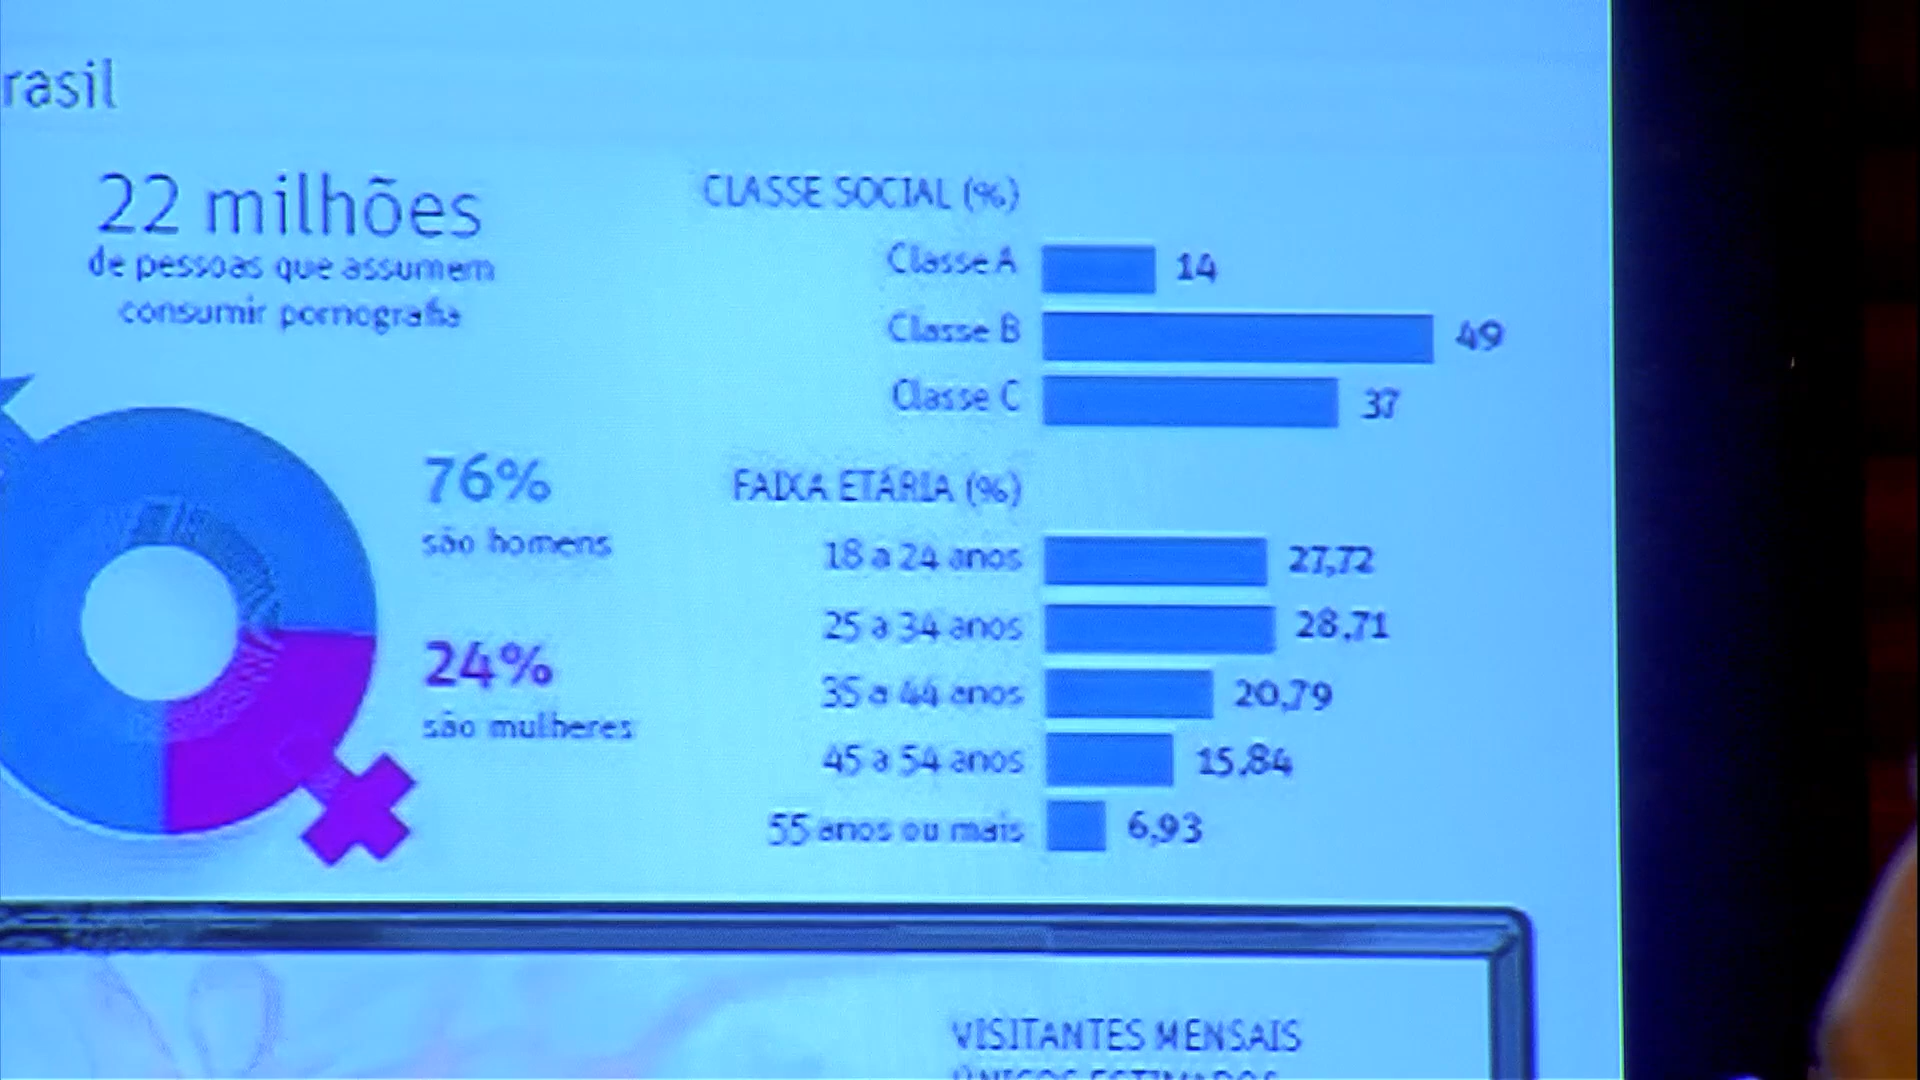 rasil
22 milhões
de pessoas que assumem
consumir pornografia
76%
são homens
24%
são mulheres
CLASSE SOCIAL (%)
Classe A 14
Classe B 49
Classe C 37
FAIXA ETÁRIA (%)
18 a 24 anos 27,72
25 a 34 anos 28,71
35 a 44 anos 20,79
45 a 54 anos 15,84
55 anos ou mais 6,93
VISITANTES MENSAIS
ÚNICOS ESTIMADOS